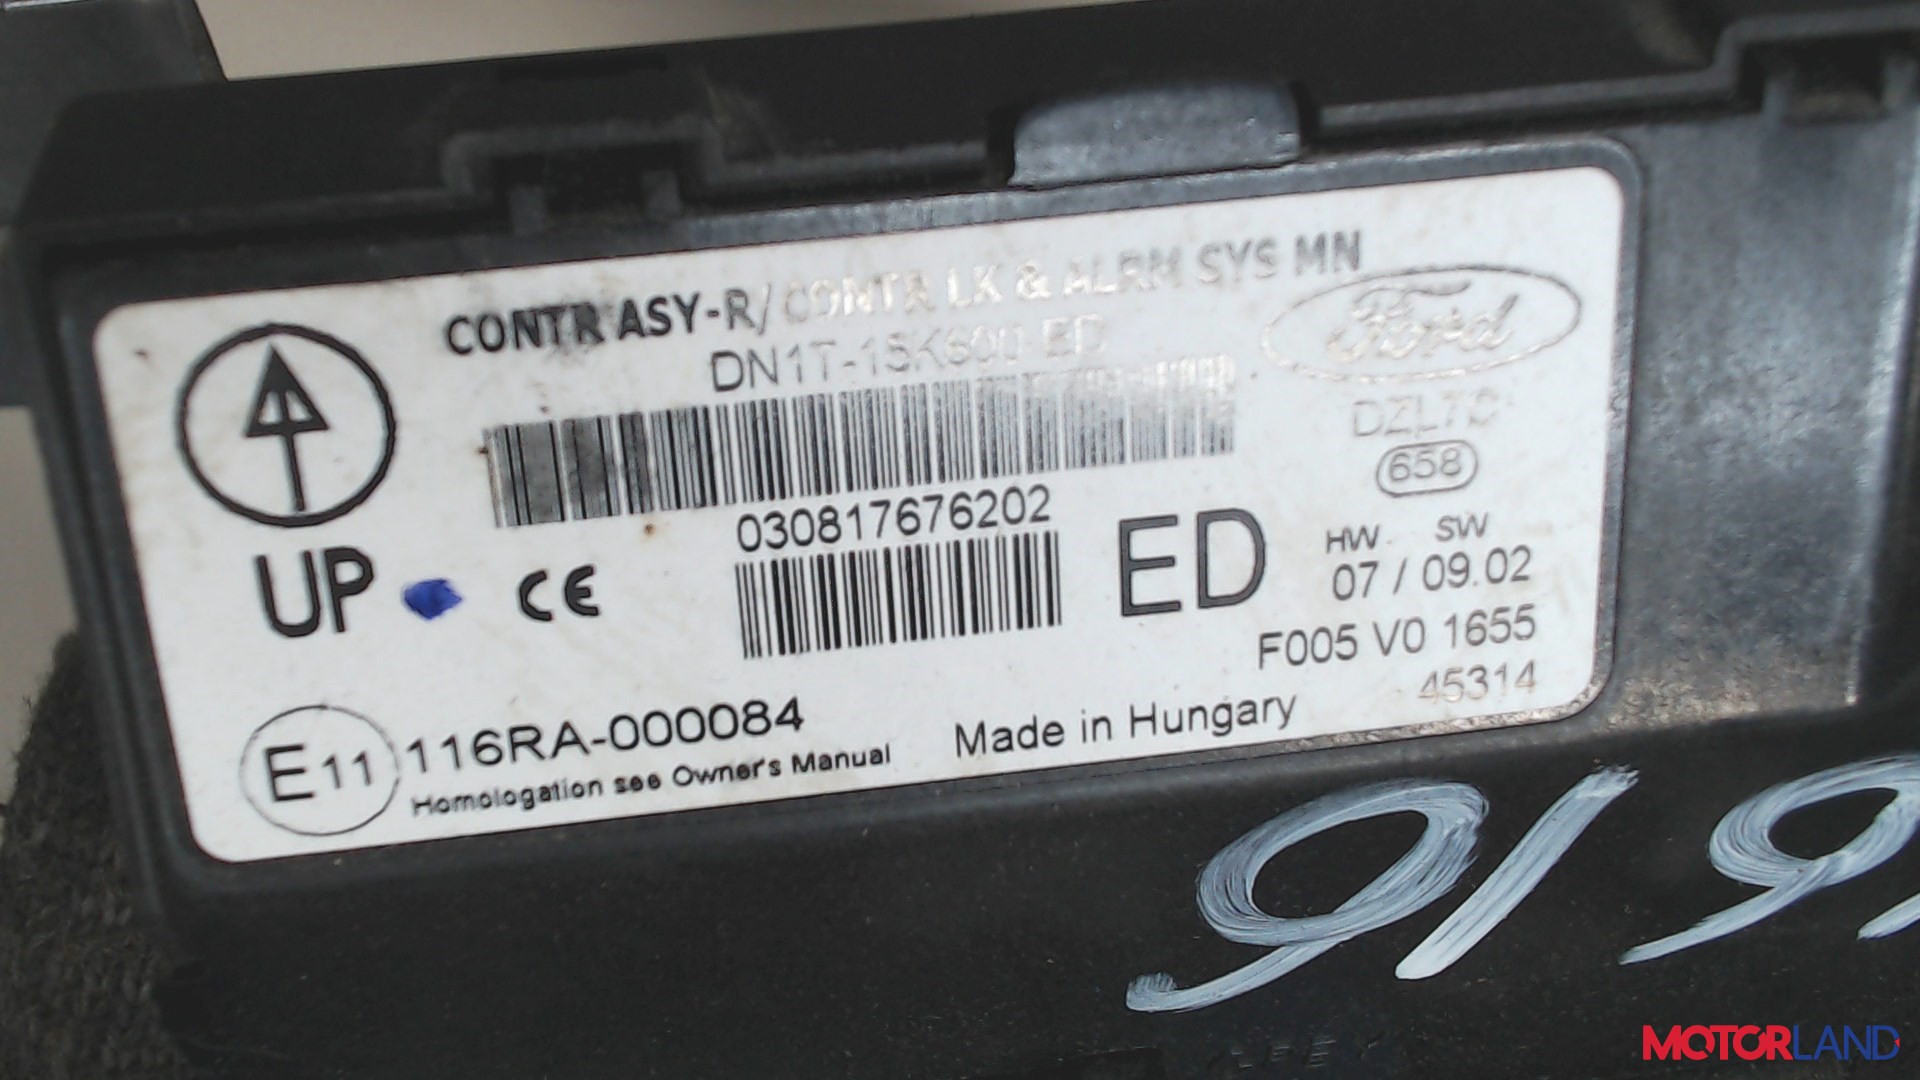 CONTR ASY-R/ CONTR LK & ALRM SYS MN
DN1T-15K600-ED
Ford
DZL7C
658
030817676202
UP
CE
ED
HW SW
07 / 09.02
F005 V0 1655
45314
E11 116RA-000084
Homologation see Owner's Manual
Made in Hungary
MOTORLAND